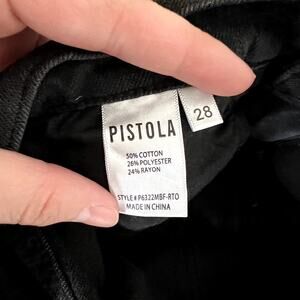 PISTOLA
28
50% COTTON
26% POLYESTER
24% RAYON
STYLE # P6322MBF-RTO
MADE IN CHINA